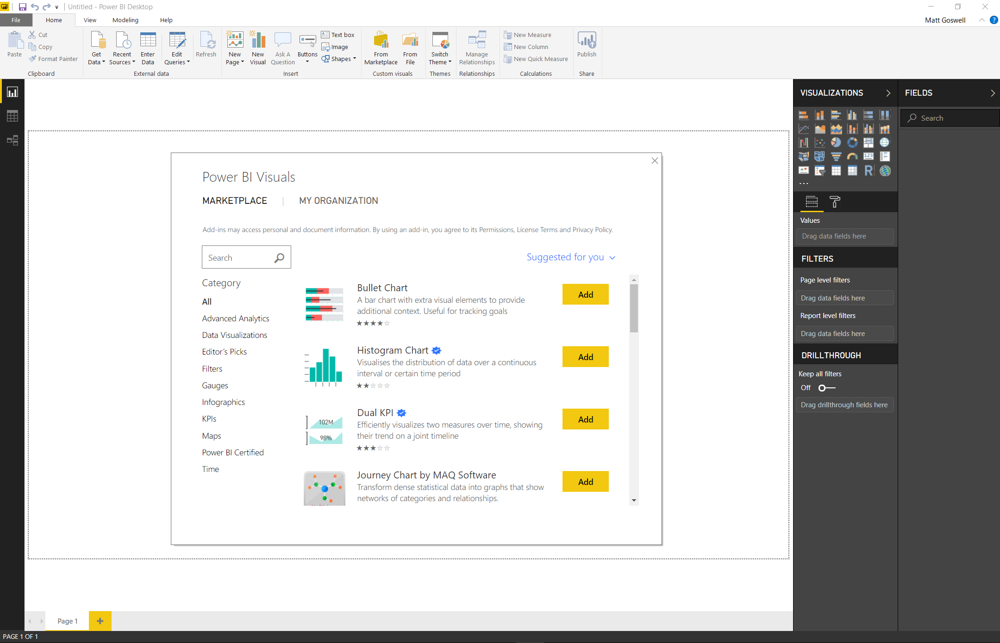 Untitled - Power BI Desktop
File
Home
View
Modeling
Help
Matt Goswell
?
Paste
Cut
Copy
Format Painter
Clipboard
Get
Data
Recent
Sources
Enter
Data
Edit
Queries
Refresh
External data
New
Page
New
Visual
Ask A
Question
Buttons
Text box
Image
Shapes
Insert
From
Marketplace
From
File
Custom visuals
Switch
Theme
Themes
Manage
Relationships
Relationships
New Measure
New Column
New Quick Measure
Calculations
Publish
Share
Power BI Visuals
MARKETPLACE | MY ORGANIZATION
Add-ins may access personal and document information. By using an add-in, you agree to its Permissions, License Terms and Privacy Policy.
Search
Suggested for you
Category
All
Advanced Analytics
Data Visualizations
Editor's Picks
Filters
Gauges
Infographics
KPIs
Maps
Power BI Certified
Time
Bullet Chart
A bar chart with extra visual elements to provide
additional context. Useful for tracking goals
Add
Histogram Chart
Visualises the distribution of data over a continuous
interval or certain time period
Add
102M
98%
Dual KPI
Efficiently visualizes two measures over time, showing
their trend on a joint timeline
Add
Journey Chart by MAQ Software
Transform dense statistical data into graphs that show
networks of categories and relationships.
Add
VISUALIZATIONS
123
R
...
Values
Drag data fields here
FILTERS
Page level filters
Drag data fields here
Report level filters
Drag data fields here
DRILLTHROUGH
Keep all filters
Off
Drag drillthrough fields here
FIELDS
Search
Page 1
PAGE 1 OF 1